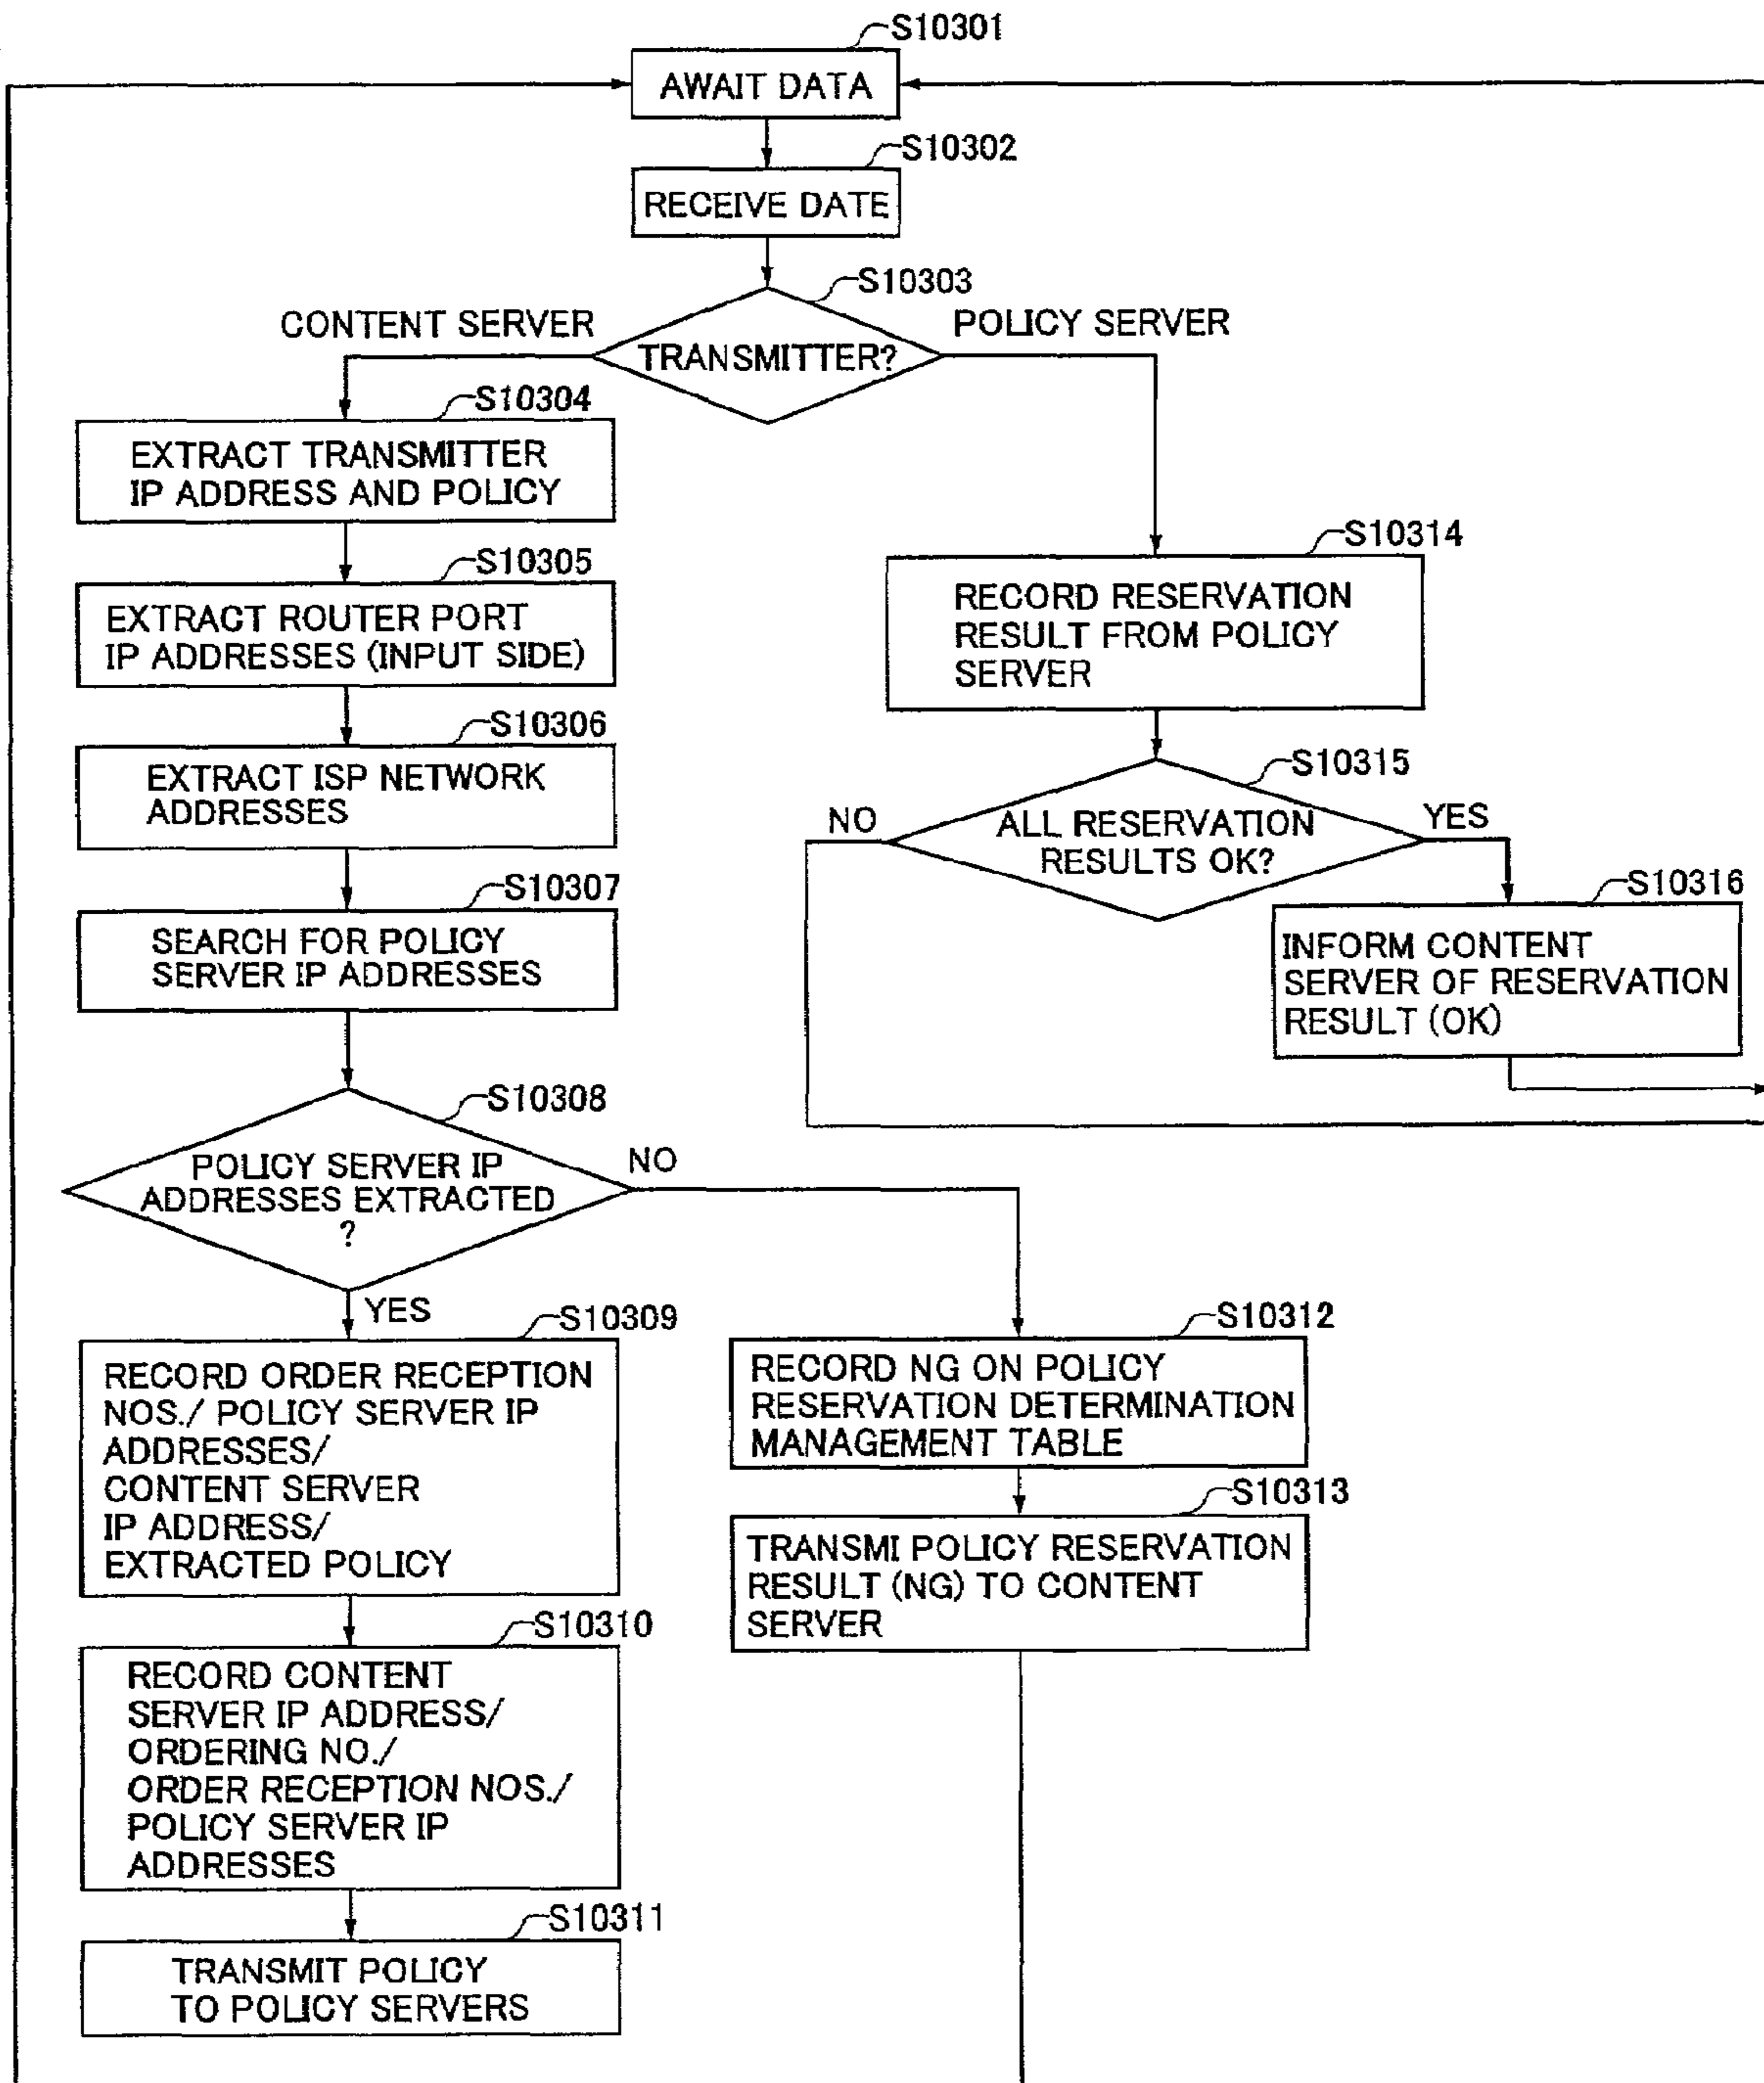 S10301
AWAIT DATA
S10302
RECEIVE DATE
S10303
CONTENT SERVER
POLICY SERVER
TRANSMITTER?
S10304
EXTRACT TRANSMITTER
IP ADDRESS AND POLICY
S10305
EXTRACT ROUTER PORT
IP ADDRESSES (INPUT SIDE)
S10306
EXTRACT ISP NETWORK
ADDRESSES
S10307
SEARCH FOR POLICY
SERVER IP ADDRESSES
S10308
POLICY SERVER IP
ADDRESSES EXTRACTED
?
NO
YES
S10309
RECORD ORDER RECEPTION
NOS./ POLICY SERVER IP
ADDRESSES/
CONTENT SERVER
IP ADDRESS/
EXTRACTED POLICY
S10310
RECORD CONTENT
SERVER IP ADDRESS/
ORDERING NO./
ORDER RECEPTION NOS./
POLICY SERVER IP
ADDRESSES
S10311
TRANSMIT POLICY
TO POLICY SERVERS
S10312
RECORD NG ON POLICY
RESERVATION DETERMINATION
MANAGEMENT TABLE
S10313
TRANSMI POLICY RESERVATION
RESULT (NG) TO CONTENT
SERVER
S10314
RECORD RESERVATION
RESULT FROM POLICY
SERVER
S10315
NO
ALL RESERVATION
RESULTS OK?
YES
S10316
INFORM CONTENT
SERVER OF RESERVATION
RESULT (OK)